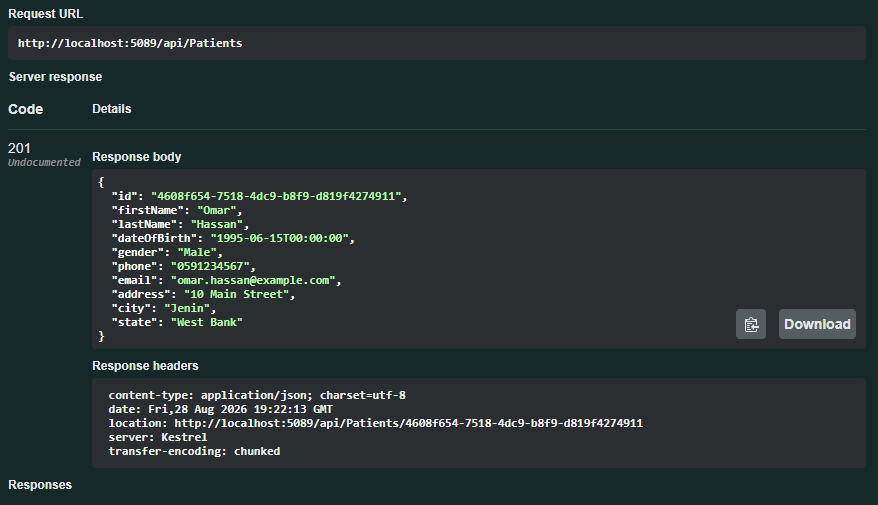 Request URL
http://localhost:5089/api/Patients
Server response
Code Details
201
Undocumented
Response body
{
  "id": "4608f654-7518-4dc9-b8f9-d819f4274911",
  "firstName": "Omar",
  "lastName": "Hassan",
  "dateOfBirth": "1995-06-15T00:00:00",
  "gender": "Male",
  "phone": "0591234567",
  "email": "omar.hassan@example.com",
  "address": "10 Main Street",
  "city": "Jenin",
  "state": "West Bank"
}
Download
Response headers
content-type: application/json; charset=utf-8
date: Fri,28 Aug 2026 19:22:13 GMT
location: http://localhost:5089/api/Patients/4608f654-7518-4dc9-b8f9-d819f4274911
server: Kestrel
transfer-encoding: chunked
Responses